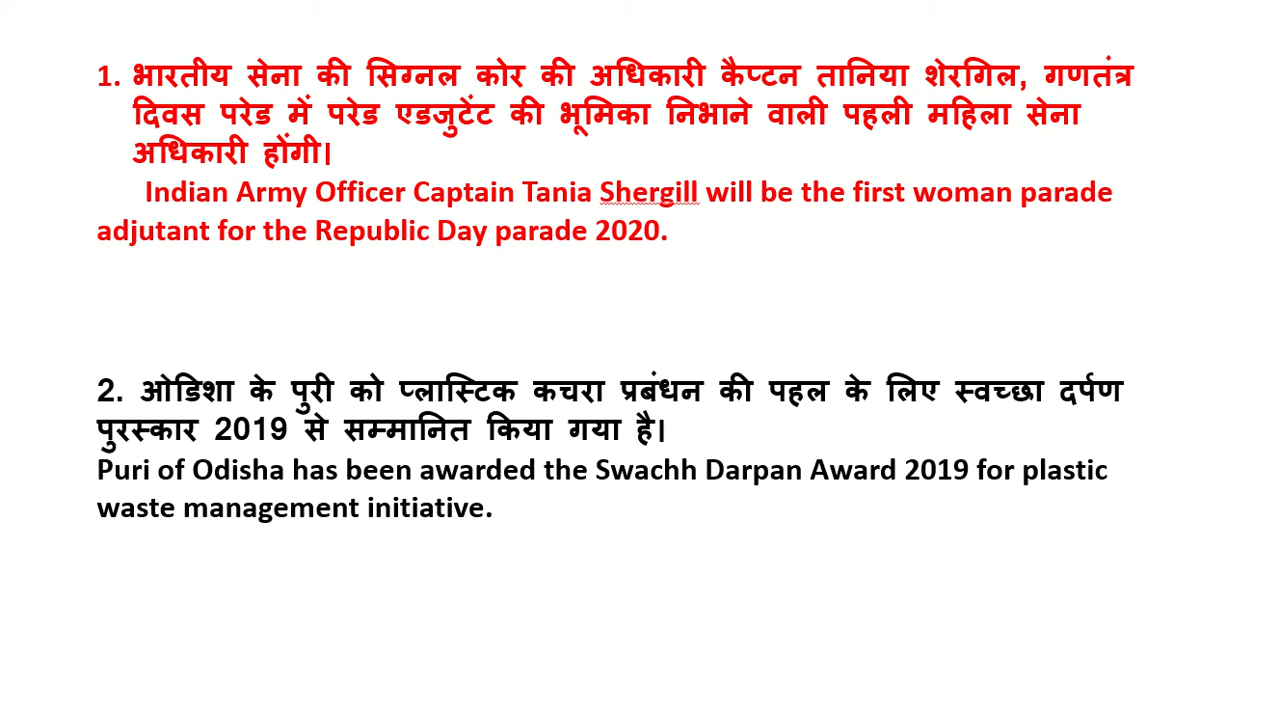 1. भारतीय सेना की सिग्नल कोर की अधिकारी कैप्टन तानिया शेरगिल, गणतंत्र
दिवस परेड में परेड एडजुटेंट की भूमिका निभाने वाली पहली महिला सेना
अधिकारी होंगी।
Indian Army Officer Captain Tania Shergill will be the first woman parade
adjutant for the Republic Day parade 2020.
2. ओडिशा के पुरी को प्लास्टिक कचरा प्रबंधन की पहल के लिए स्वच्छा दर्पण
पुरस्कार 2019 से सम्मानित किया गया है।
Puri of Odisha has been awarded the Swachh Darpan Award 2019 for plastic
waste management initiative.